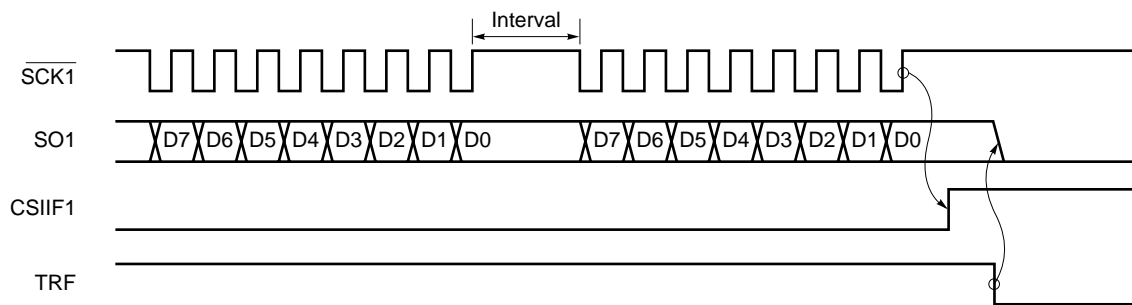 Interval
SCK1
SO1 D7 D6 D5 D4 D3 D2 D1 D0 D7 D6 D5 D4 D3 D2 D1 D0
CSIIF1
TRF